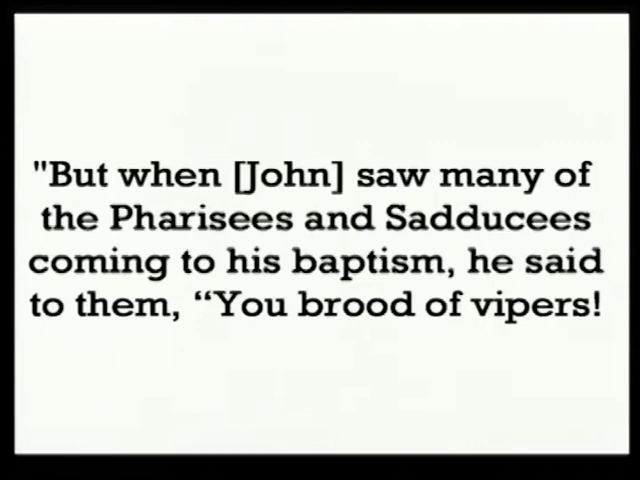 "But when [John] saw many of
the Pharisees and Sadducees
coming to his baptism, he said
to them, “You brood of vipers!